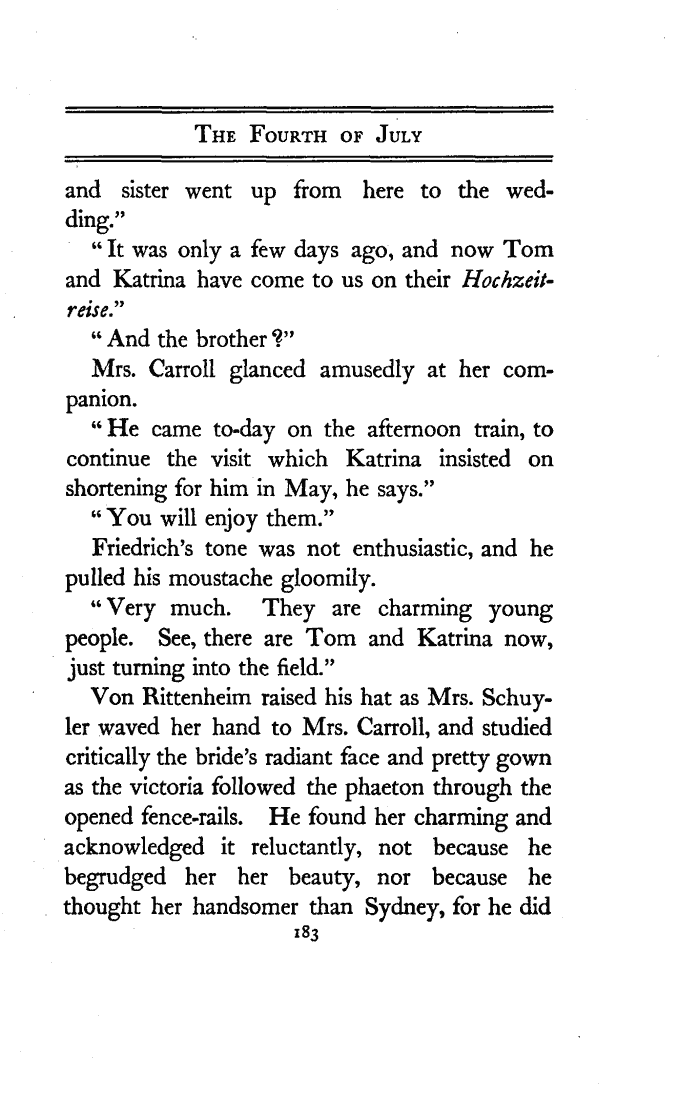 The Fourth of July
and sister went up from here to the wed-
ding."
"It was only a few days ago, and now Tom
and Katrina have come to us on their Hochzeit-
reise."
"And the brother?"
Mrs. Carroll glanced amusedly at her com-
panion.
"He came to-day on the afternoon train, to
continue the visit which Katrina insisted on
shortening for him in May, he says."
"You will enjoy them."
Friedrich's tone was not enthusiastic, and he
pulled his moustache gloomily.
"Very much. They are charming young
people. See, there are Tom and Katrina now,
just turning into the field."
Von Rittenheim raised his hat as Mrs. Schuy-
ler waved her hand to Mrs. Carroll, and studied
critically the bride's radiant face and pretty gown
as the victoria followed the phaeton through the
opened fence-rails. He found her charming and
acknowledged it reluctantly, not because he
begrudged her her beauty, nor because he
thought her handsomer than Sydney, for he did
183